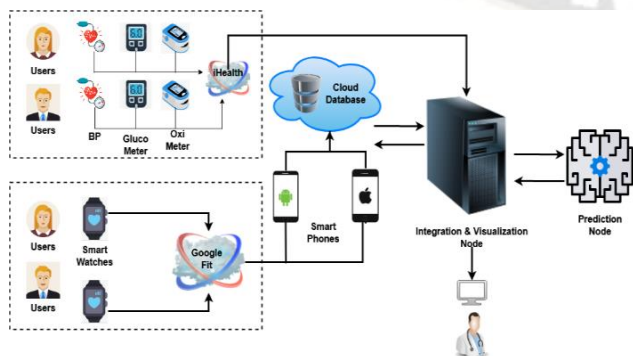 Users
Users
BP
Gluco
Meter
Oxi
Meter
6.0
6.0
iHealth
Cloud
Database
Users
Users
Smart
Watches
Google
Fit
Smart
Phones
Integration & Visualization
Node
Prediction
Node